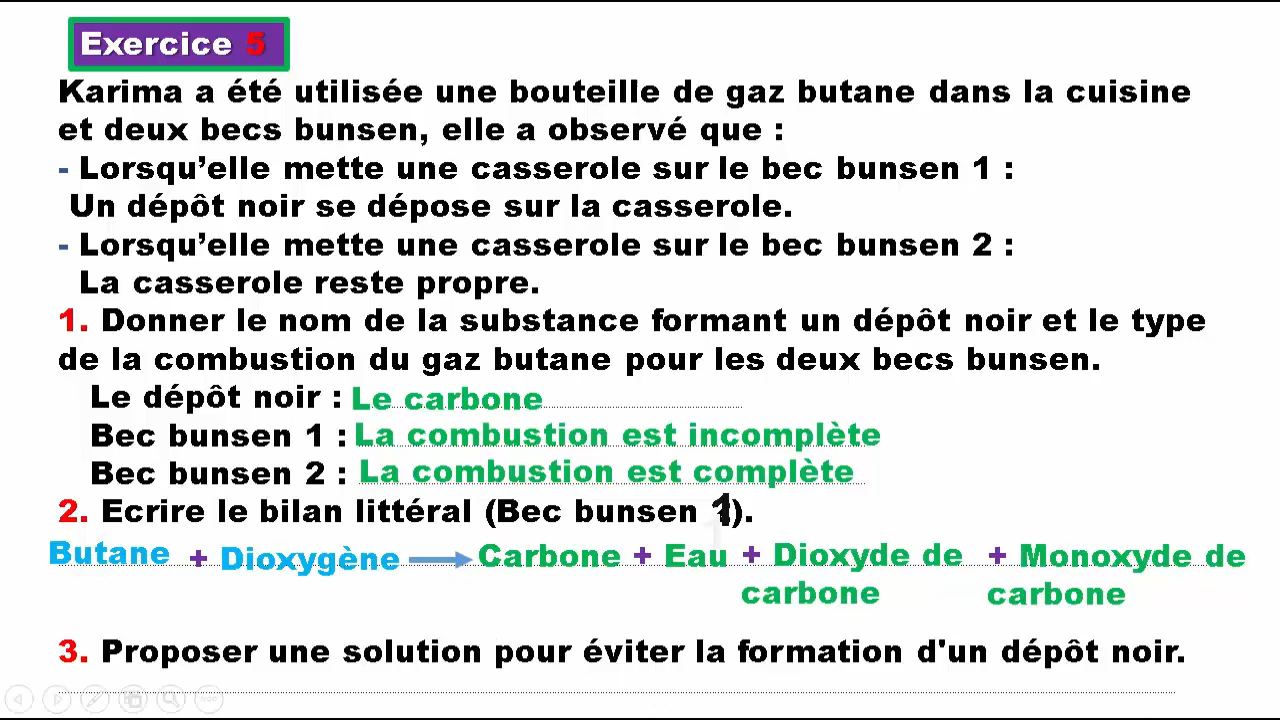 Exercice 5
Karima a été utilisée une bouteille de gaz butane dans la cuisine
et deux becs bunsen, elle a observé que :
- Lorsqu’elle mette une casserole sur le bec bunsen 1 :
Un dépôt noir se dépose sur la casserole.
- Lorsqu’elle mette une casserole sur le bec bunsen 2 :
La casserole reste propre.
1. Donner le nom de la substance formant un dépôt noir et le type
de la combustion du gaz butane pour les deux becs bunsen.
Le dépôt noir : Le carbone
Bec bunsen 1 : La combustion est incomplète
Bec bunsen 2 : La combustion est complète
2. Ecrire le bilan littéral (Bec bunsen 1).
Butane + Dioxygène → Carbone + Eau + Dioxyde de + Monoxyde de
carbone carbone
3. Proposer une solution pour éviter la formation d'un dépôt noir.